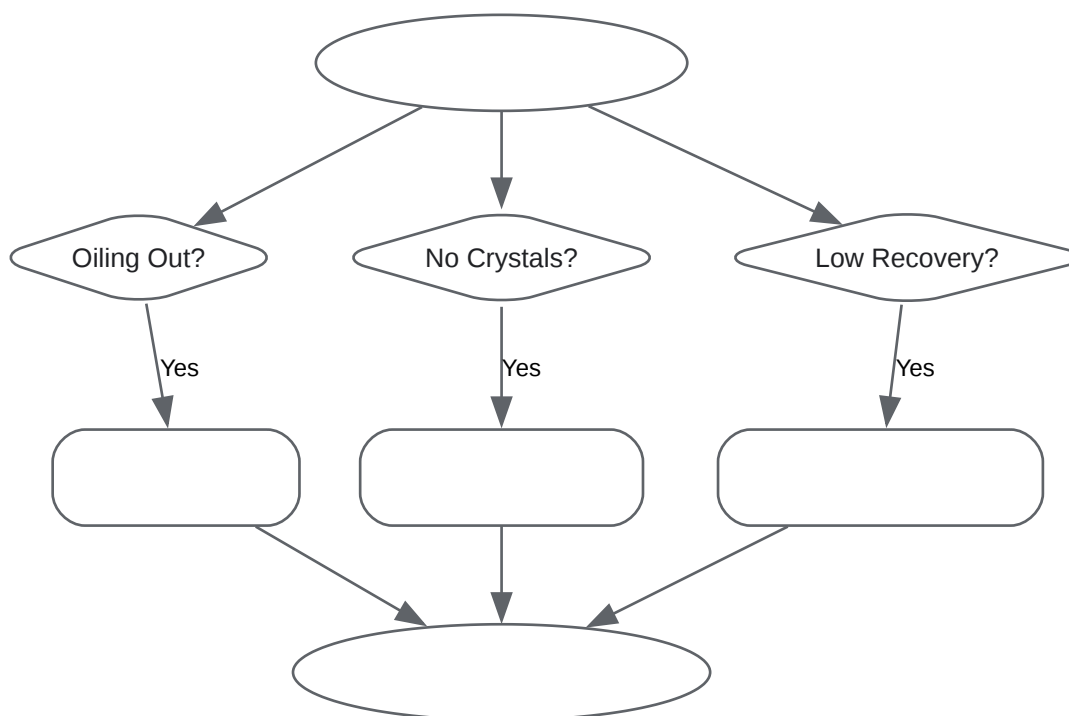 Oiling Out?
No Crystals?
Low Recovery?
Yes
Yes
Yes